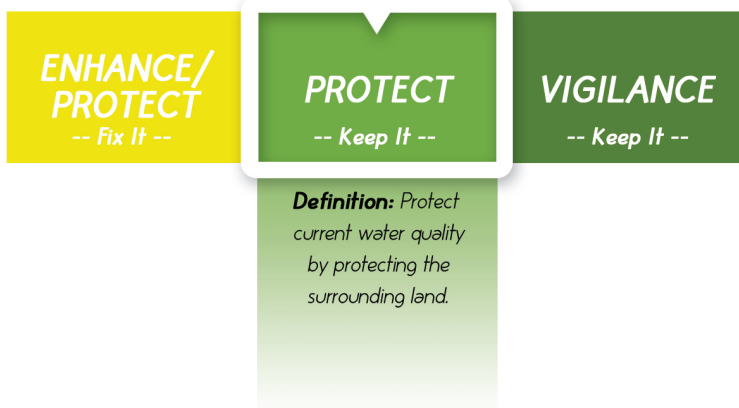 ENHANCE/
PROTECT
-- Fix It --
PROTECT
-- Keep It --
VIGILANCE
-- Keep It --
Definition: Protect
current water quality
by protecting the
surrounding land.